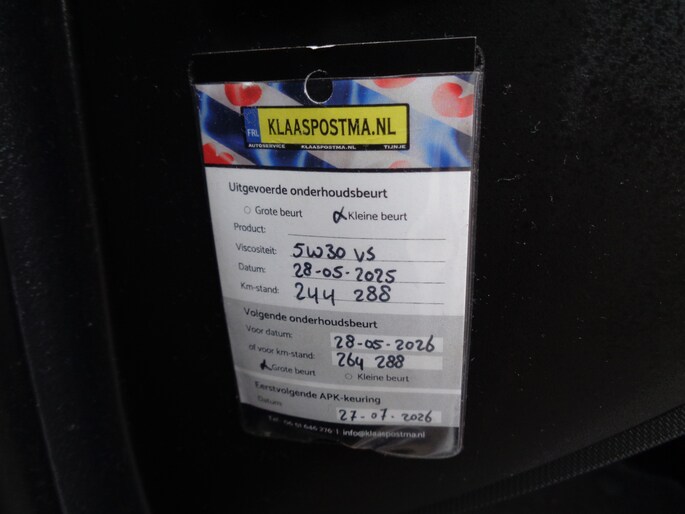 FRL KLAASPOSTMA.NL
AUTOSERVICE KLAASPOSTMA.NL TIJNJE
Uitgevoerde onderhoudsbeurt
Grote beurt Kleine beurt
Product:
Viscositeit: 5W30 VS
Datum: 28-05-2025
Km-stand: 244 288
Volgende onderhoudsbeurt
Voor datum: 28-05-2026
of voor km-stand: 264 288
Grote beurt Kleine beurt
Eerstvolgende APK-keuring
Datum: 27-07-2026
info@klaaspostma.nl